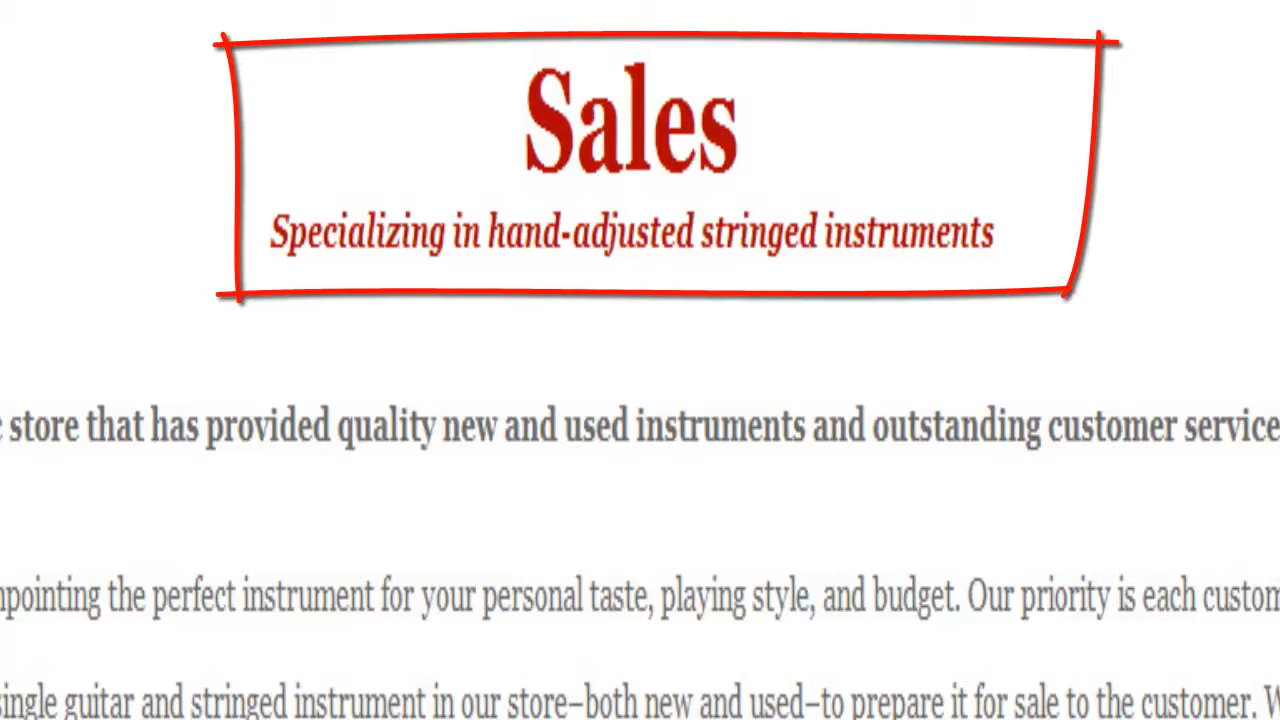 Sales
Specializing in hand-adjusted stringed instruments
store that has provided quality new and used instruments and outstanding customer service
the perfect instrument for your personal taste, playing style, and budget. Our priority is each
single guitar and stringed instrument in our store–both new and used–to prepare it for sale to the customer.